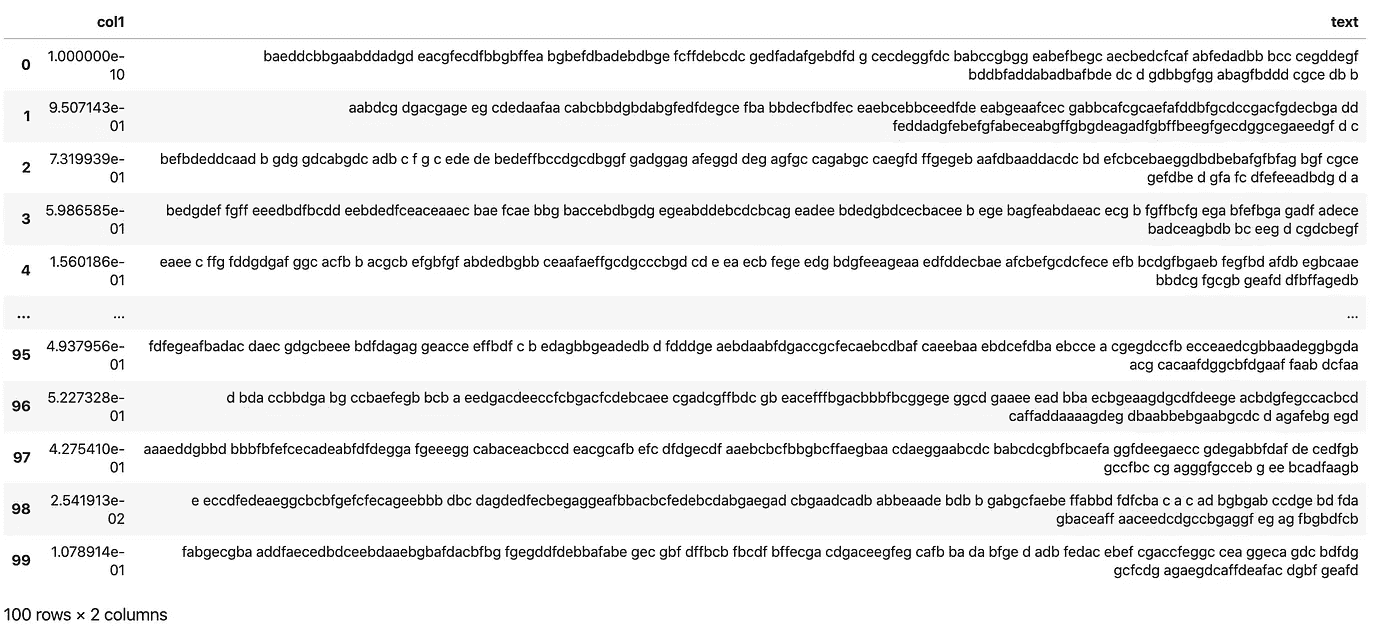 col1 text
1.000000e- baeddcbbgaabddadgd eacgfecdfbbgbffea bgbefdbadebdbge fcffdebcdc gedfadafgebdfd g cecdeggfdc babccgbgg eabefbegc aecbedcfcaf abfedadbb bcc cegddegf
0
10 bddbfaddabadbafbde dc d gdbbgfgg abagfbddd cgce db b
9.507143e- aabdcg dgacgage eg cdedaafaa cabcbbdgbdabgfedfdegce fba bbdecfbdfec eaebcebbceedfde eabgeaafcec gabbcafcgcaefafddbfgcdccgacfgdecbga dd
1
01 feddadgfebefgfabeceabgffgbgdeagadfgbffbeegfgecdggcegaeedgf d c
7.319939e- befbdeddcaad b gdg gdcabgdc adb c f g c ede de bedeffbccdgcdbggf gadggag afeggd deg agfgc cagabgc caegfd ffgegeb aafdbaaddacdc bd efcbcebaeggdbdbebafgfbfag bgf cgce
2
01 gefdbe d gfa fc dfefeeadbdg d a
5.986585e- bedgdef fgff eeedbdfbcdd eebdedfceaceaaec bae fcae bbg baccebdbgdg egeabddebcdcbcag eadee bdedgbdcecbacee b ege bagfeabdaeac ecg b fgffbcfg ega bfefbga gadf adece
3
01 badceagbdb bc eeg d cgdcbegf
1.560186e- eaee c ffg fddgdgaf ggc acfb b acgcb efgbfgf abdedbgbb ceaafaeffgcdgcccbgd cd e ea ecb fege edg bdgfeeageaa edfddecbae afcbefgcdcfece efb bcdgfbgaeb fegfbd afdb egbcaae
4
01 bbdcg fgcgb geafd dfbffagedb
... ... ...
4.937956e- fdfegeafbadac daec gdgcbeee bdfdagag geacce effbdf c b edagbbgeadedb d fdddge aebdaabfdgaccgcfecaebcdbaf caeebaa ebdcefdba ebcce a cgegdccfb ecceaedcgbbaadeggbgda
95
01 acg cacaafdggcbfdgaaf faab dcfaa
5.227328e- d bda ccbbdga bg ccbaefegb bcb a eedgacdeeccfcbgacfcdebcaee cgadcgffbdc gb eacefffbgacbbbfbcggege ggcd gaaee ead bba ecbgeaagdgcdfdeege acbdgfegccacbcd
96
01 caffaddaaaagdeg dbaabbebgaabgcdc d agafebg egd
4.275410e- aaaeddgbbd bbbfbfefcecadeabfdfdegga fgeeegg cabaceacbccd eacgcafb efc dfdgecdf aaebcbcfbbgbcffaegbaa cdaeggaabcdc babcdcgbfbcaefa ggfdeegaecc gdegabbfdaf de cedfgb
97
01 gccfbc cg agggfgcceb g ee bcadfaagb
2.541913e- e eccdfedeaeggcbcbfgefcfecageebbb dbc dagdedfecbegaggeafbbacbcfedebcdabgaegad cbgaadcadb abbeaade bdb b gabgcfaebe ffabbd fdfcba c a c ad bgbgab ccdge bd fda
98
02 gbaceaff aaceedcdgccbgaggf eg ag fbgbdfcb
1.078914e- fabgecgba addfaecedbdceebdaaebgbafdacbfbg fgegddfdebbafabe gec gbf dffbcb fbcdf bffecga cdgaceegfeg cafb ba da bfge d adb fedac ebef cgaccfeggc cea ggeca gdc bdfdg
99
01 gcfcdg agaegdcaffdeafac dgbf geafd
100 rows × 2 columns